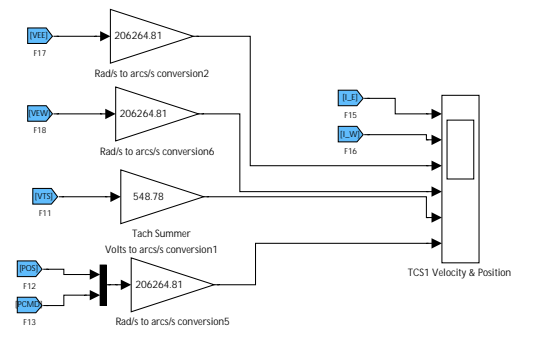 [VEE]
F17
206264.81
Rad/s to arcs/s conversion2
[VEW]
F18
206264.81
Rad/s to arcs/s conversion6
[I_E]
F15
[I_W]
F16
[VTS]
F11
548.78
Tach Summer
Volts to arcs/s conversion1
[POS]
F12
[PCMD]
F13
206264.81
Rad/s to arcs/s conversion5
TCS1 Velocity & Position